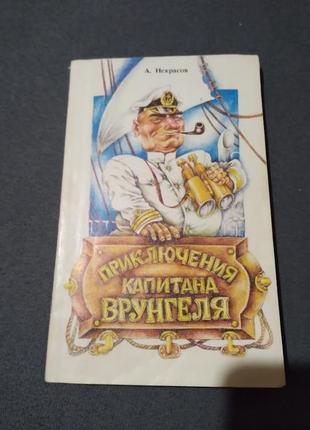 А. Некрасов
ПРИКЛЮЧЕНИЯ
КАПИТАНА
ВРУНГЕЛЯ